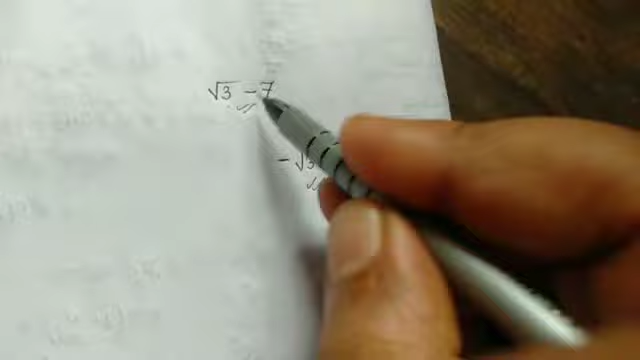 √3 - 7
- √3